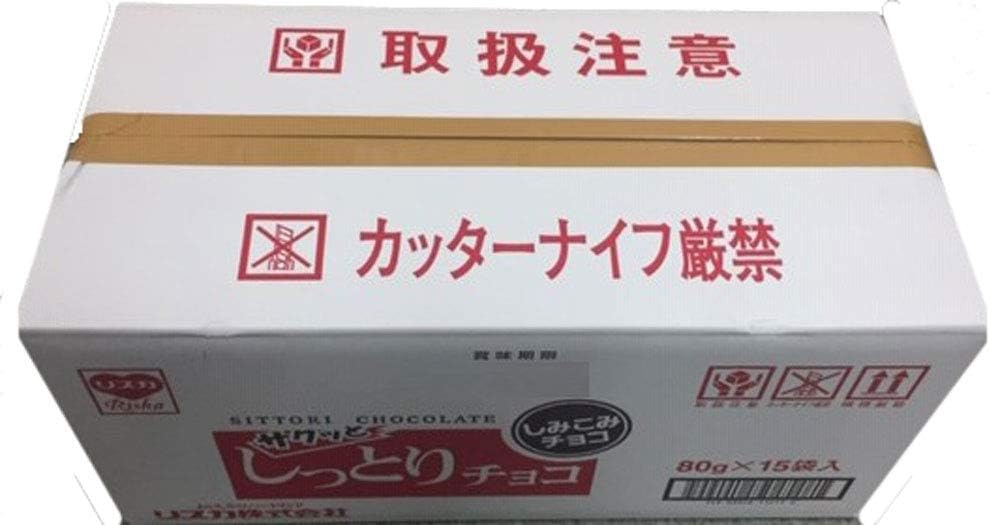 取扱注意
カッターナイフ厳禁
賞味期限
リスカ
Riska
SITTORI CHOCOLATE
ザクッと
しっとりチョコ
しみこみ
チョコ
80g×15袋入
リスカ株式会社